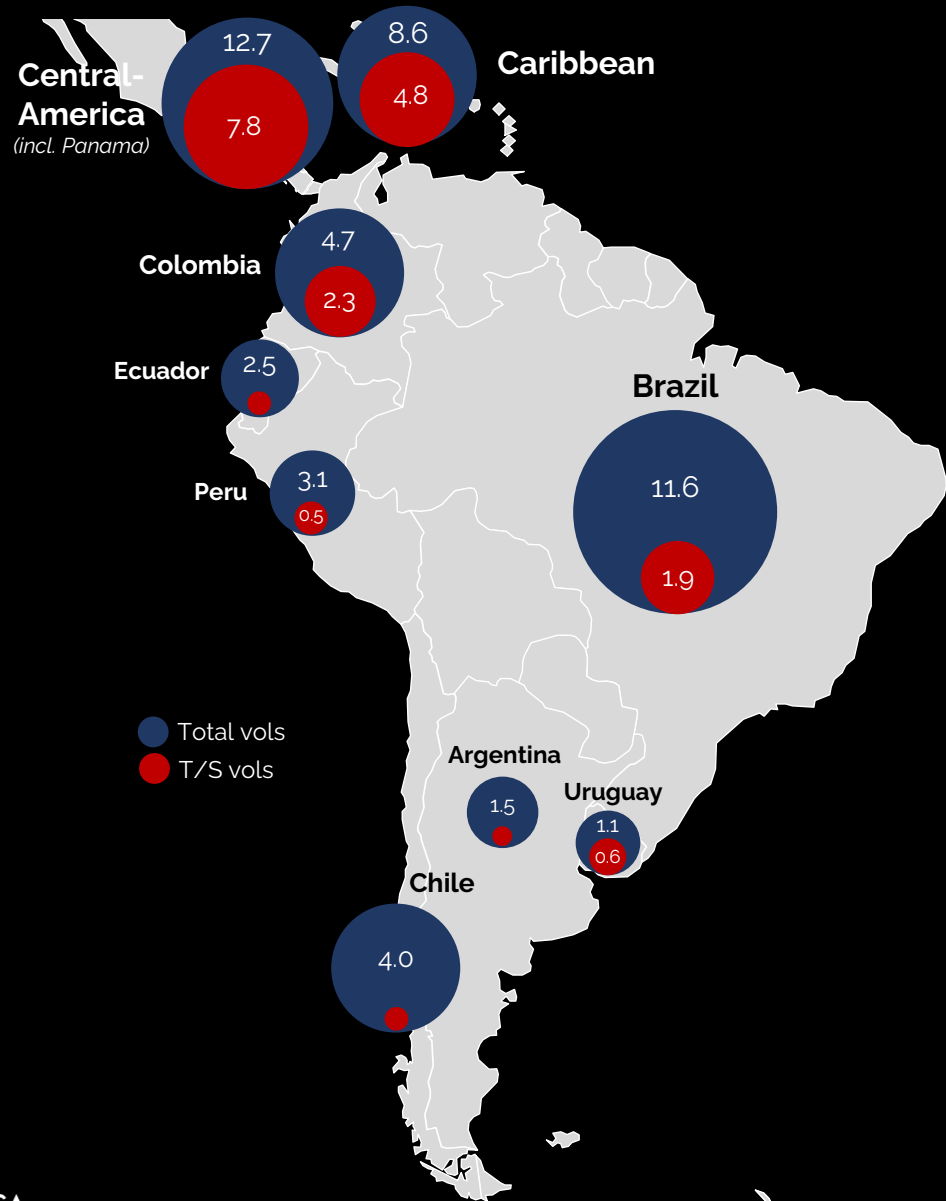 12.7
8.6
Caribbean
Central-
America
(incl. Panama)
7.8
4.8
4.7
Colombia
2.3
Ecuador
2.5
Brazil
Peru
3.1
0.5
11.6
1.9
Total vols
T/S vols
Argentina
1.5
Uruguay
1.1
0.6
Chile
4.0